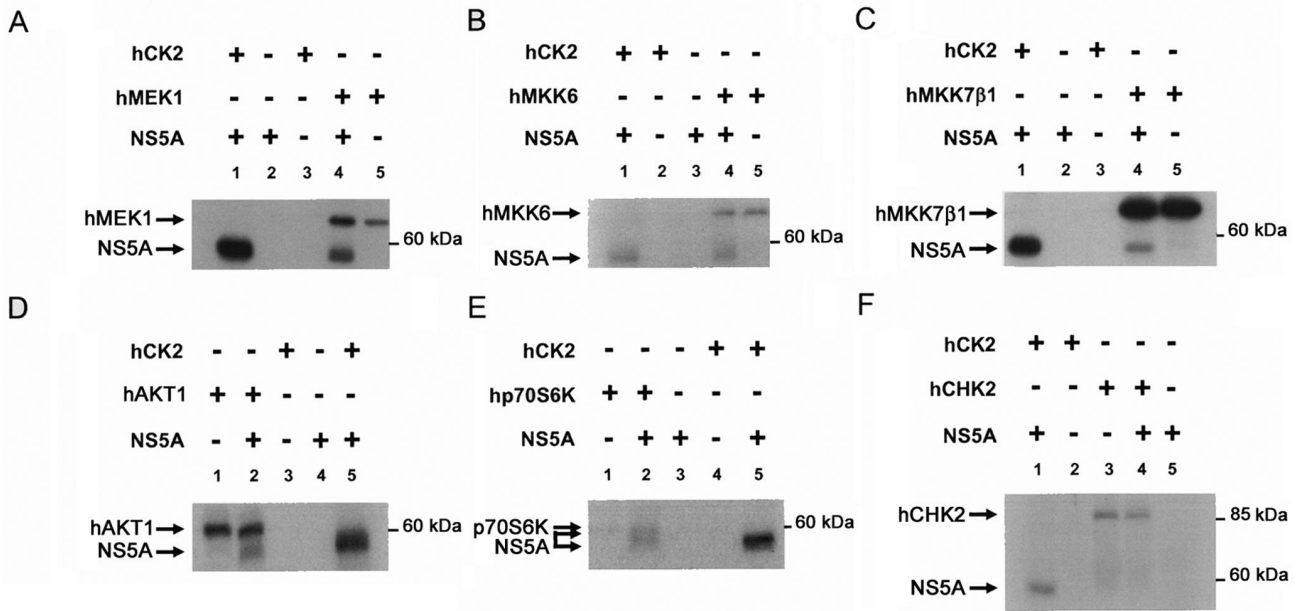 A
hCK2 + - + - -
hMEK1 - - - + +
NS5A + + - + -
1 2 3 4 5
hMEK1
NS5A
60 kDa
B
hCK2 + + - - -
hMKK6 - - - + +
NS5A + - + + -
1 2 3 4 5
hMKK6
NS5A
60 kDa
C
hCK2 + - + - -
hMKK7β1 - - - + +
NS5A + + - + -
1 2 3 4 5
hMKK7β1
NS5A
60 kDa
D
hCK2 - - + - +
hAKT1 + + - - -
NS5A - + - + +
1 2 3 4 5
hAKT1
NS5A
60 kDa
E
hCK2 - - - + +
hp70S6K + + - - -
NS5A - + + - +
1 2 3 4 5
p70S6K
NS5A
60 kDa
F
hCK2 + + - - -
hCHK2 - - + + -
NS5A + - - + +
1 2 3 4 5
hCHK2
NS5A
85 kDa
60 kDa